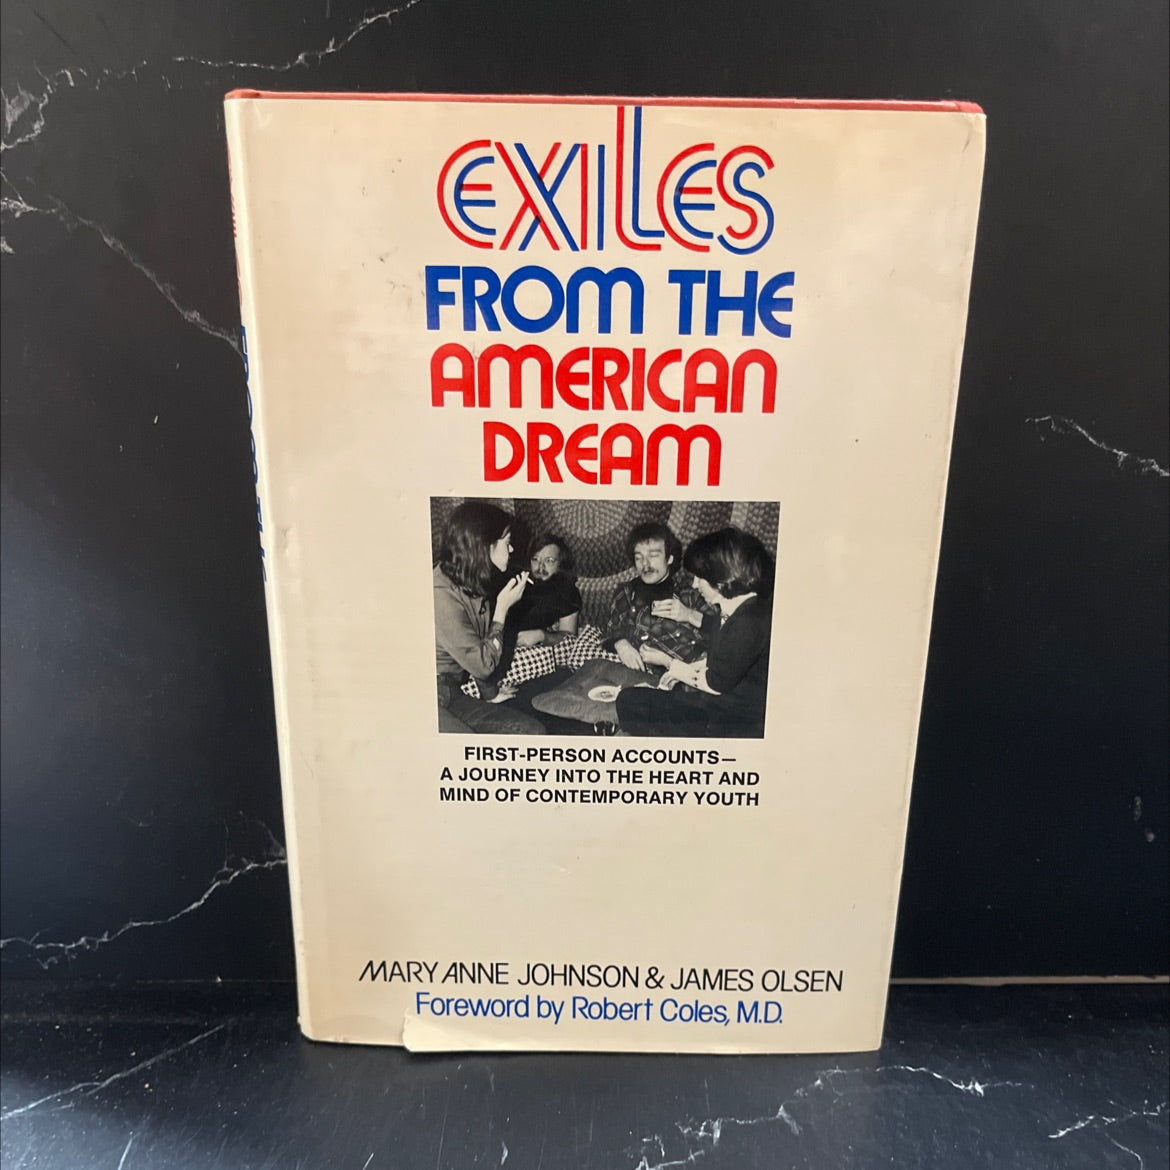 EXILES
FROM THE
AMERICAN
DREAM
FIRST-PERSON ACCOUNTS—
A JOURNEY INTO THE HEART AND
MIND OF CONTEMPORARY YOUTH
MARY ANNE JOHNSON & JAMES OLSEN
Foreword by Robert Coles, M.D.